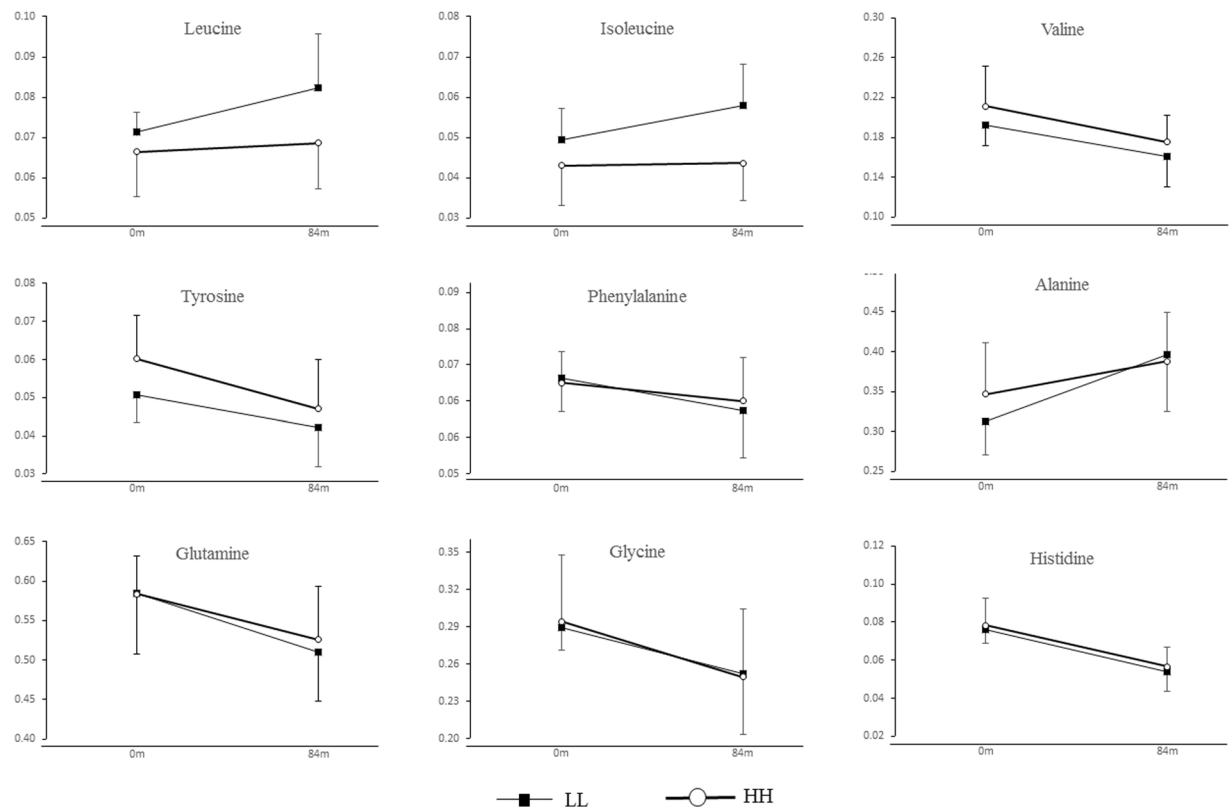 Leucine
0.10
0.09
0.08
0.07
0.06
0.05
0m 84m
Isoleucine
0.08
0.07
0.06
0.05
0.04
0.03
0m 84m
Valine
0.30
0.26
0.22
0.18
0.14
0.10
0m 84m
Tyrosine
0.08
0.07
0.06
0.05
0.04
0.03
0m 84m
Phenylalanine
0.09
0.08
0.07
0.06
0.06
0.05
0m 84m
Alanine
0.45
0.40
0.35
0.30
0.25
0m 84m
Glutamine
0.65
0.60
0.55
0.50
0.45
0.40
0m 84m
Glycine
0.35
0.32
0.29
0.26
0.23
0.20
0m 84m
Histidine
0.12
0.10
0.08
0.06
0.04
0.02
0m 84m
LL HH